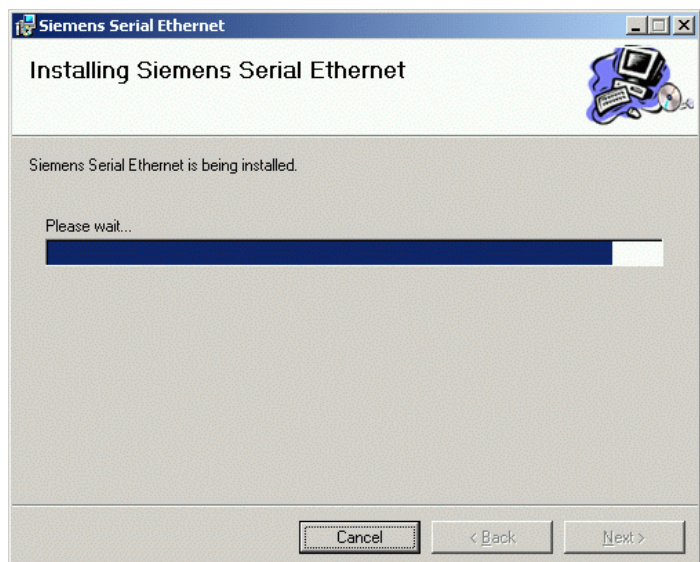 Siemens Serial Ethernet
Installing Siemens Serial Ethernet
Siemens Serial Ethernet is being installed.
Please wait...
Cancel
< Back
Next >